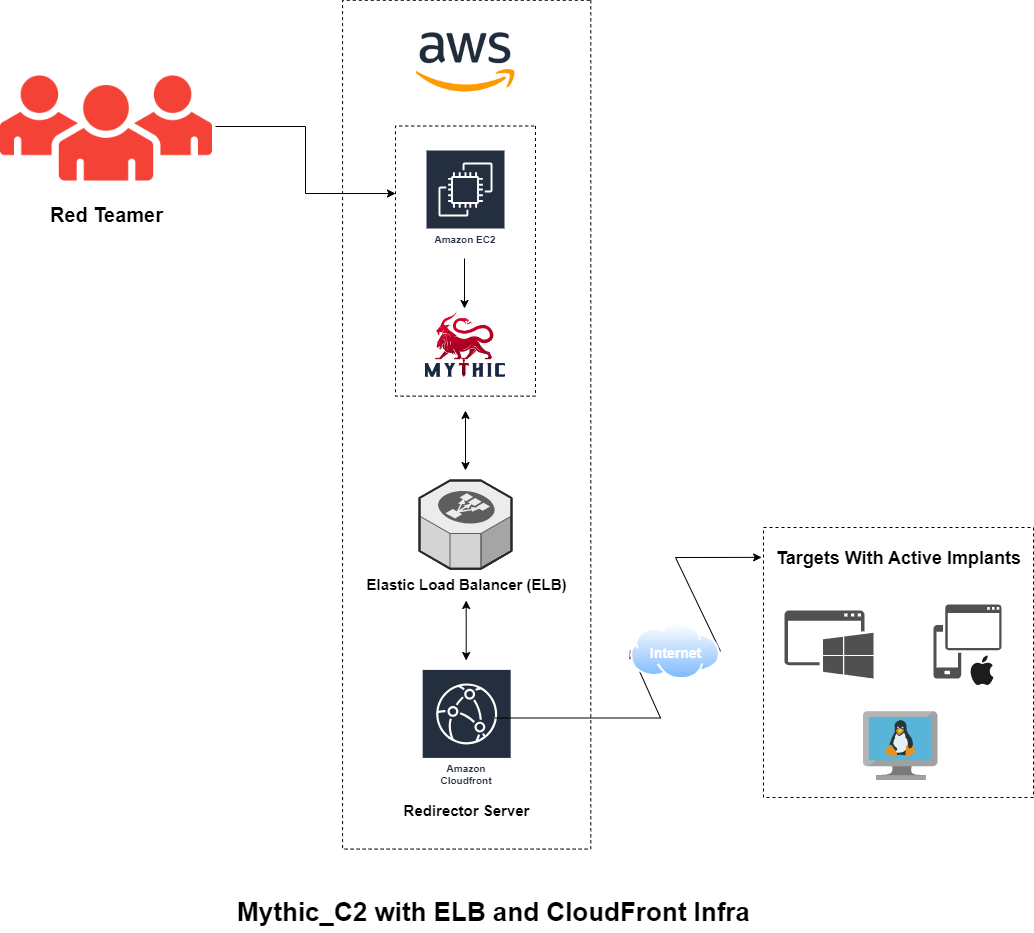 aws
Red Teamer
Amazon EC2
MYTHIC
Elastic Load Balancer (ELB)
Targets With Active Implants
Internet
Amazon
Cloudfront
Redirector Server
Mythic_C2 with ELB and CloudFront Infra